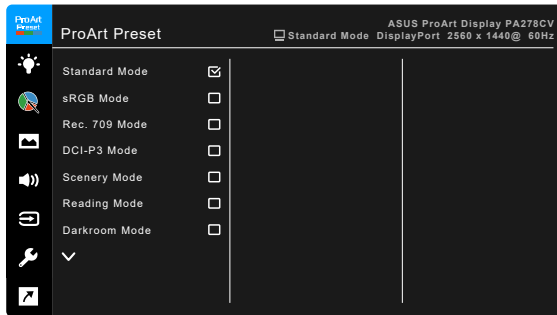 ProArt
Preset
ProArt Preset
ASUS ProArt Display PA278CV
Standard Mode DisplayPort 2560 x 1440@ 60Hz
Standard Mode
sRGB Mode
Rec. 709 Mode
DCI-P3 Mode
Scenery Mode
Reading Mode
Darkroom Mode